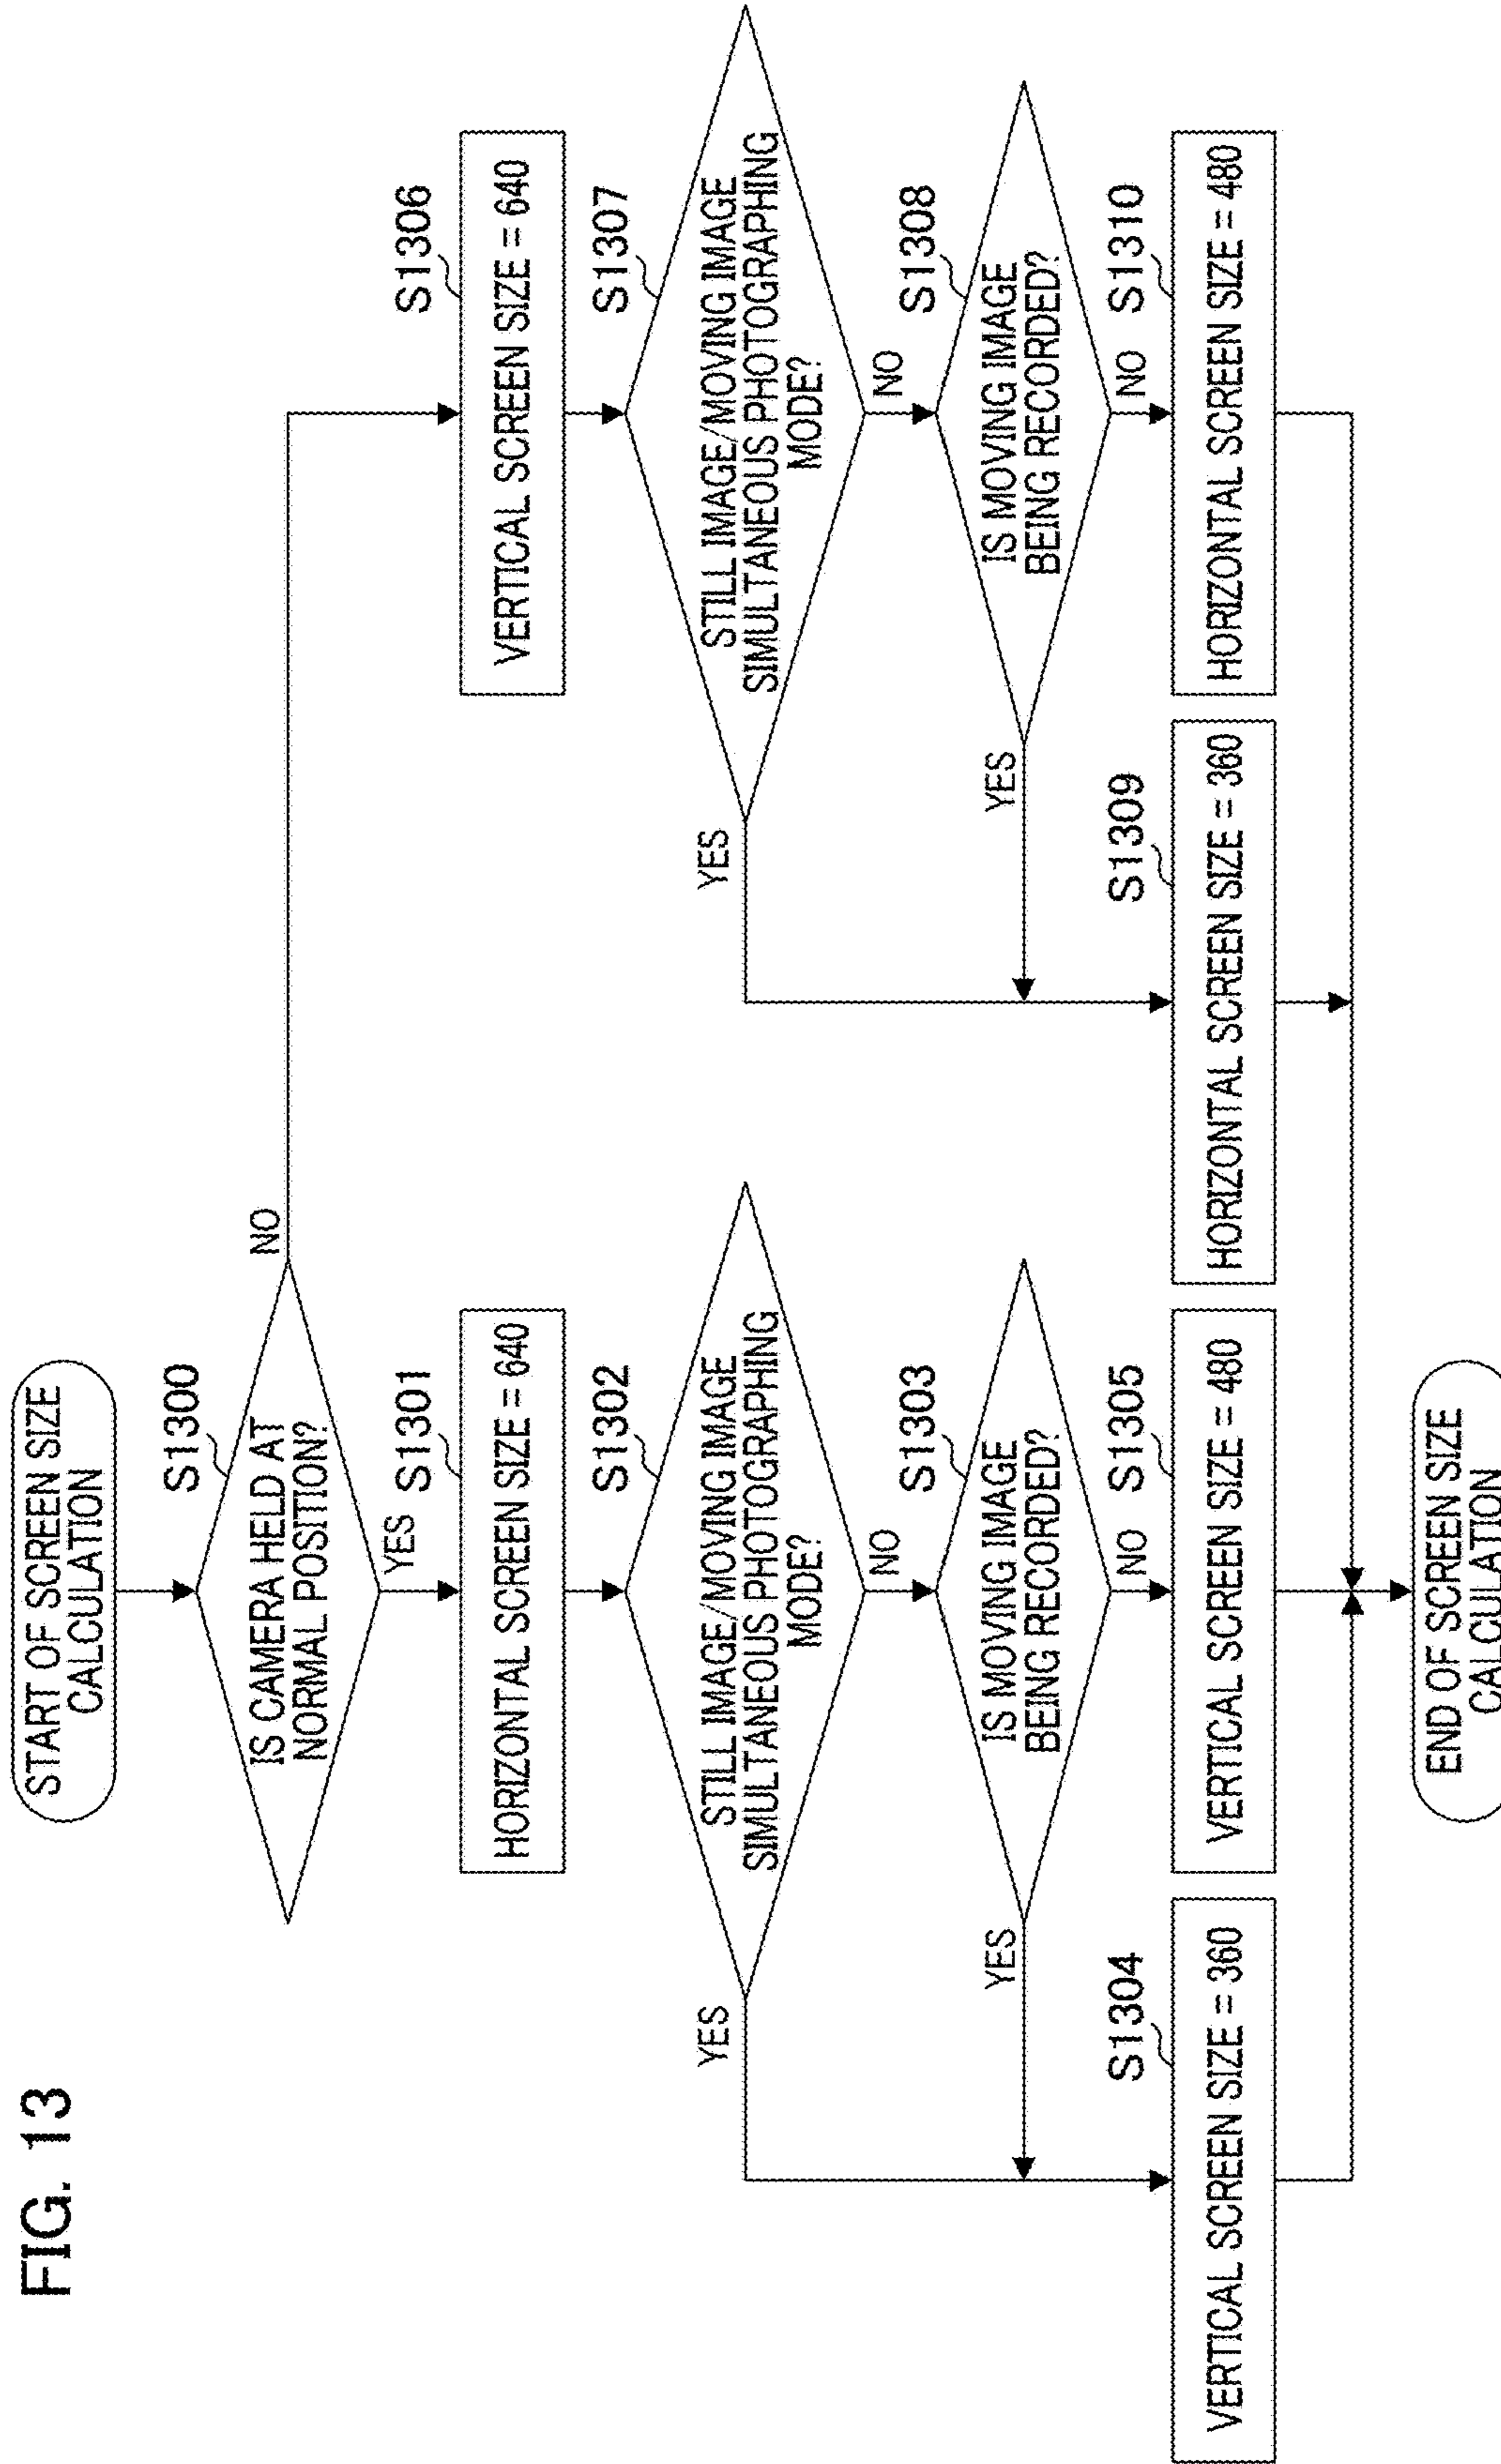 FIG. 13
START OF SCREEN SIZE
CALCULATION
S1300
IS CAMERA HELD AT
NORMAL POSITION?
NO
YES
S1301
HORIZONTAL SCREEN SIZE = 640
S1302
STILL IMAGE/MOVING IMAGE
SIMULTANEOUS PHOTOGRAPHING
MODE?
YES
NO
S1303
IS MOVING IMAGE
BEING RECORDED?
YES
NO
S1304
VERTICAL SCREEN SIZE = 360
S1305
VERTICAL SCREEN SIZE = 480
S1306
VERTICAL SCREEN SIZE = 640
S1307
STILL IMAGE/MOVING IMAGE
SIMULTANEOUS PHOTOGRAPHING
MODE?
YES
NO
S1308
IS MOVING IMAGE
BEING RECORDED?
YES
NO
S1309
HORIZONTAL SCREEN SIZE = 360
S1310
HORIZONTAL SCREEN SIZE = 480
END OF SCREEN SIZE
CALCULATION